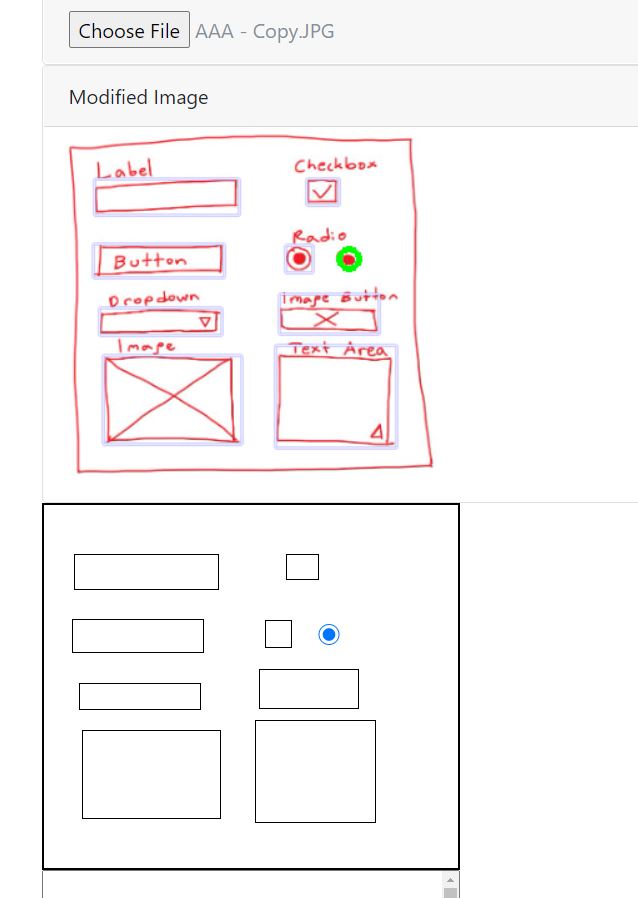 Choose File AAA - Copy.JPG
Modified Image
Label Checkbox
Radio
Button
Dropdown Image Button
Image Text Area